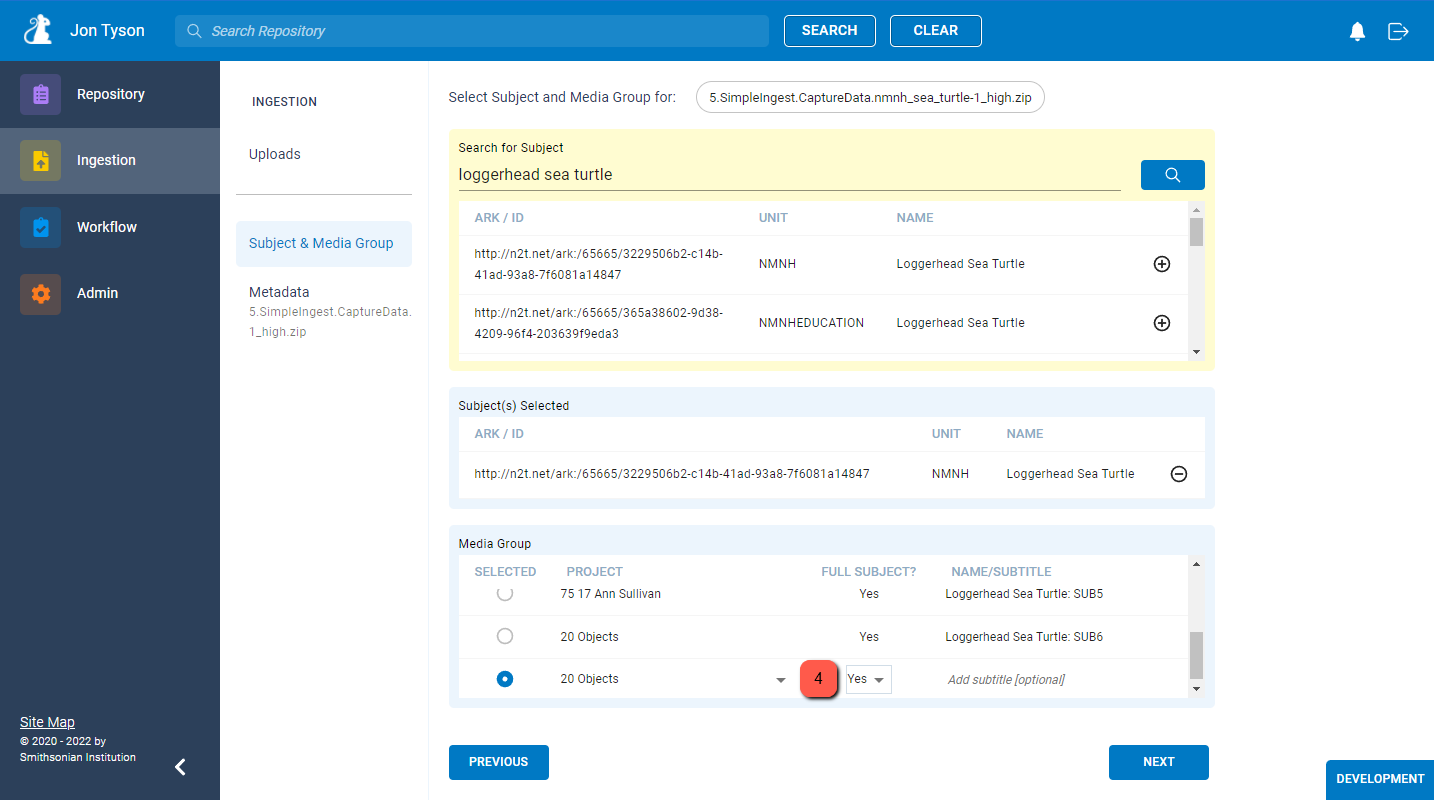 Jon Tyson
Search Repository
SEARCH
CLEAR
Repository
Ingestion
Workflow
Admin
Site Map
© 2020 - 2022 by
Smithsonian Institution
INGESTION
Uploads
Subject & Media Group
Metadata
5.SimpleIngest.CaptureData.
1_high.zip
Select Subject and Media Group for: 5.SimpleIngest.CaptureData.nmnh_sea_turtle-1_high.zip
Search for Subject
loggerhead sea turtle
ARK / ID UNIT NAME
http://n2t.net/ark:/65665/3229506b2-c14b-
41ad-93a8-7f6081a14847 NMNH Loggerhead Sea Turtle
http://n2t.net/ark:/65665/365a38602-9d38-
4209-96f4-203639f9eda3 NMNHEDUCATION Loggerhead Sea Turtle
Subject(s) Selected
ARK / ID UNIT NAME
http://n2t.net/ark:/65665/3229506b2-c14b-41ad-93a8-7f6081a14847 NMNH Loggerhead Sea Turtle
Media Group
SELECTED PROJECT FULL SUBJECT? NAME/SUBTITLE
75 17 Ann Sullivan Yes Loggerhead Sea Turtle: SUB5
20 Objects Yes Loggerhead Sea Turtle: SUB6
20 Objects 4 Yes Add subtitle [optional]
PREVIOUS
NEXT
DEVELOPMENT